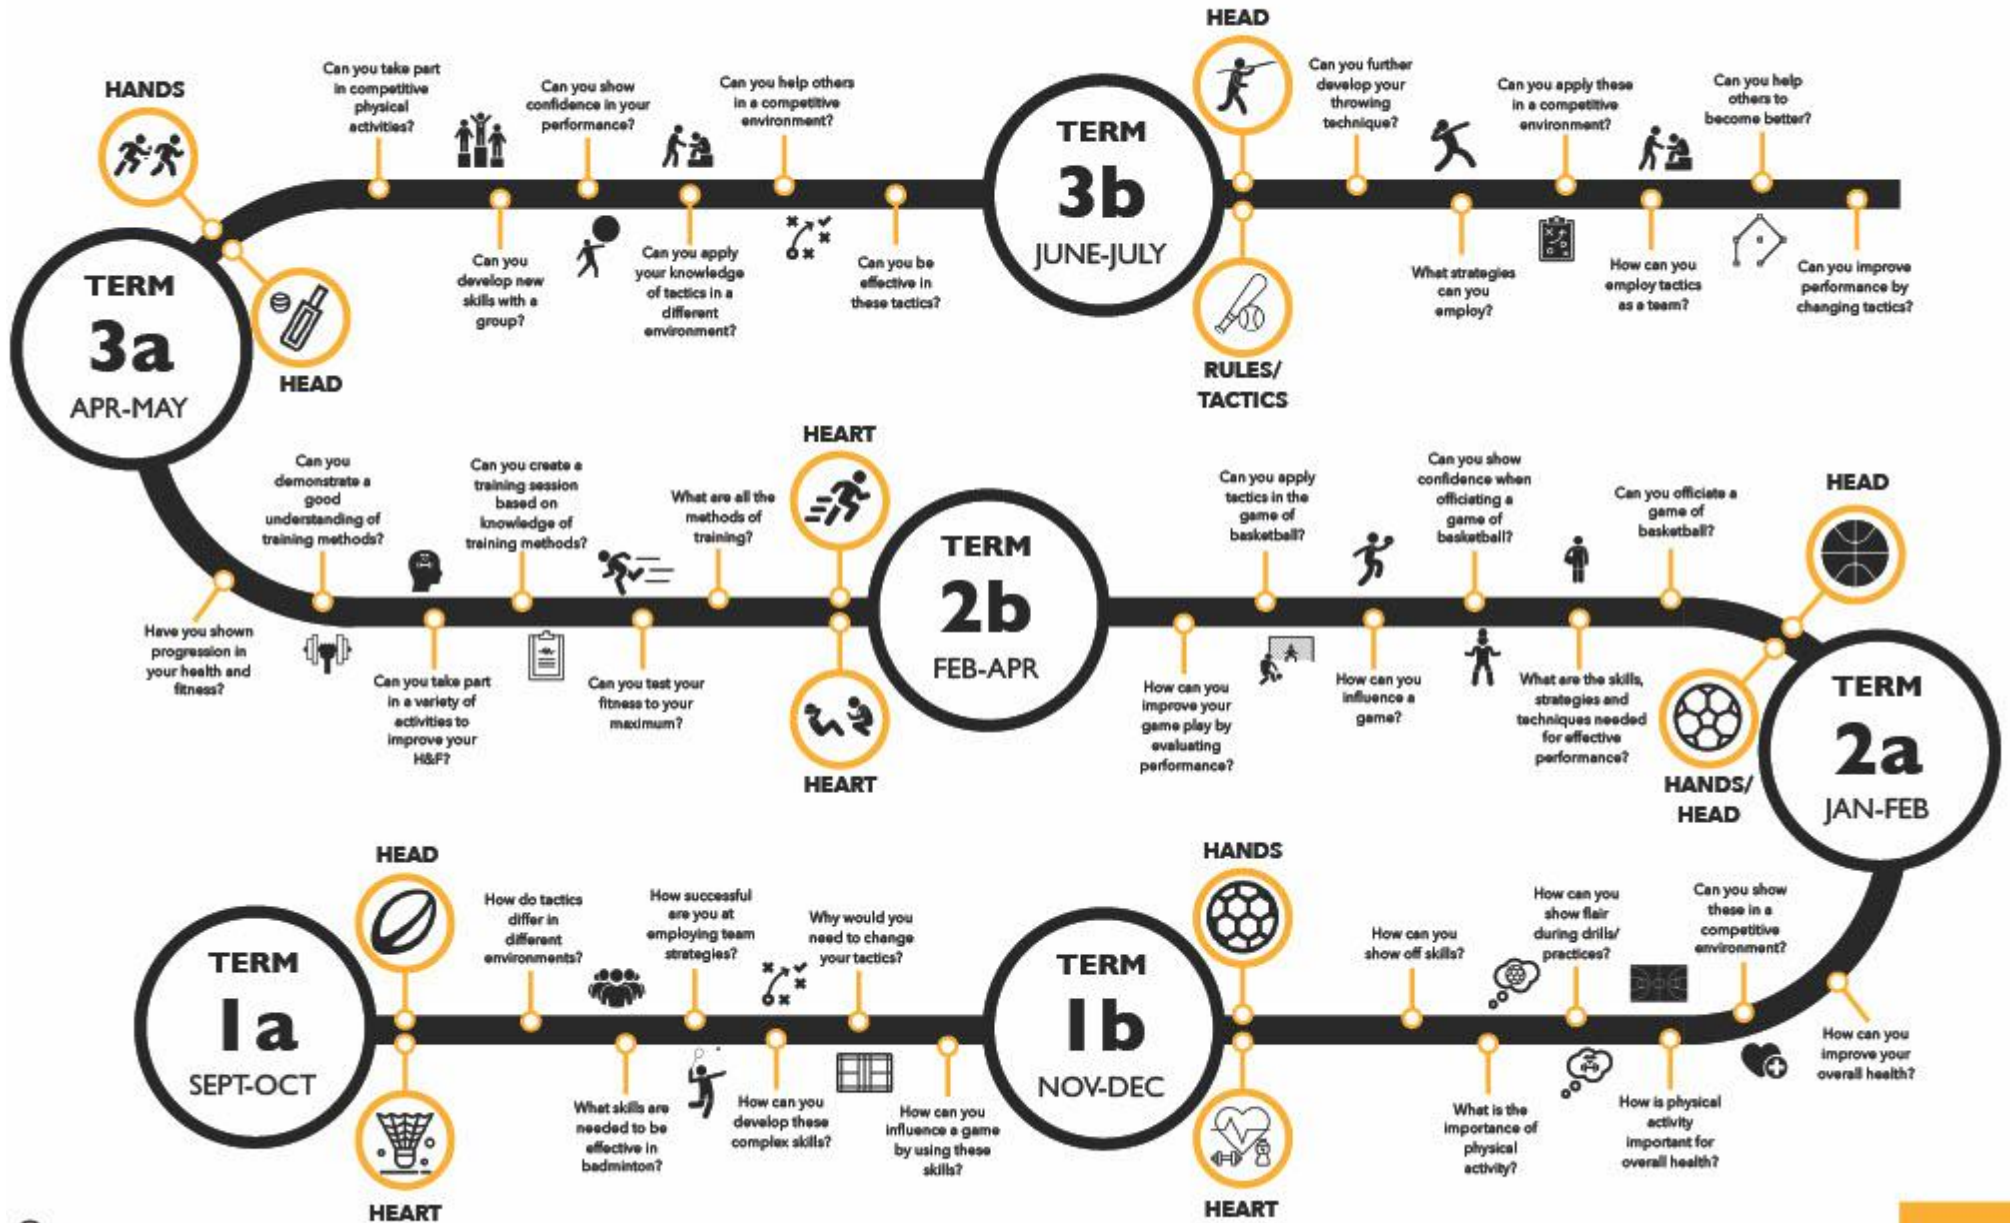 HEAD
HANDS
Can you take part
in competitive
physical
activities?
Can you show
confidence in your
performance?
Can you help others
in a competitive
environment?
TERM
3b
JUNE-JULY
Can you further
develop your
throwing
technique?
Can you apply these
in a competitive
environment?
Can you help
others to
become better?
TERM
3a
APR-MAY
HEAD
Can you
develop new
skills with a
group?
Can you apply
your knowledge
of tactics in a
different
environment?
Can you be
effective in
these tactics?
RULES/
TACTICS
What strategies
can you
employ?
How can you
employ tactics
as a team?
Can you improve
performance by
changing tactics?
Can you
demonstrate a
good
understanding of
training methods?
Can you create a
training session
based on
knowledge of
training methods?
What are all the
methods of
training?
HEART
TERM
2b
FEB-APR
Can you apply
tactics in the
game of
basketball?
Can you show
confidence when
officiating a
game of
basketball?
Can you officiate a
game of
basketball?
HEAD
Have you shown
progression in
your health and
fitness?
Can you take part
in a variety of
activities to
improve your
H&F?
Can you test your
fitness to your
maximum?
HEART
How can you
improve your
game play by
evaluating
performance?
How can you
influence a
game?
What are the skills,
strategies and
techniques needed
for effective
performance?
HANDS/
HEAD
TERM
2a
JAN-FEB
HEAD
TERM
1a
SEPT-OCT
How do tactics
differ in
different
environments?
How successful
are you at
employing team
strategies?
Why would you
need to change
your tactics?
HANDS
TERM
1b
NOV-DEC
How can you
show off skills?
How can you
show flair
during drills/
practices?
Can you show
these in a
competitive
environment?
HEART
What skills are
needed to be
effective in
badminton?
How can you
develop these
complex skills?
How can you
influence a game
by using these
skills?
HEART
What is the
importance of
physical
activity?
How is physical
activity
important for
overall health?
How can you
improve your
overall health?